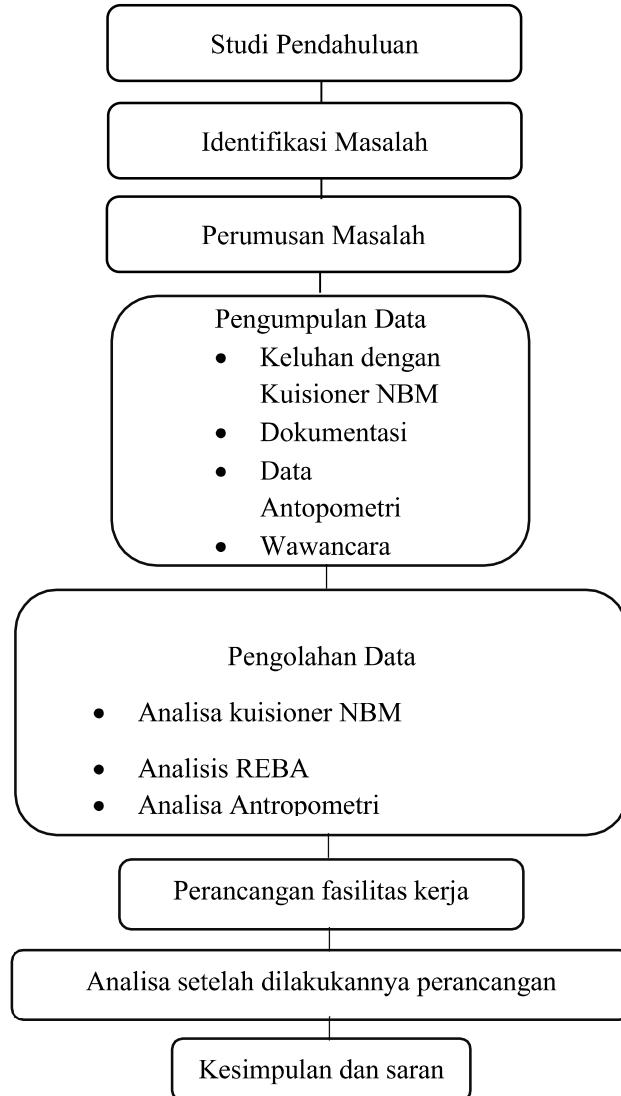 Studi Pendahuluan
Identifikasi Masalah
Perumusan Masalah
Pengumpulan Data
• Keluhan dengan
Kuisioner NBM
• Dokumentasi
• Data
Antopometri
• Wawancara
Pengolahan Data
• Analisa kuisioner NBM
• Analisis REBA
• Analisa Antropometri
Perancangan fasilitas kerja
Analisa setelah dilakukannya perancangan
Kesimpulan dan saran